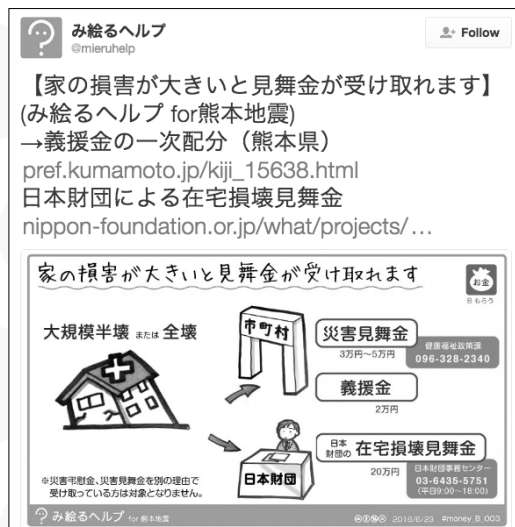 み絵るヘルプ
@mieruhelp
Follow
【家の損害が大きいと見舞金が受け取れます】
(み絵るヘルプ for熊本地震)
→義援金の一次配分（熊本県）
pref.kumamoto.jp/kiji_15638.html
日本財団による在宅損壊見舞金
nippon-foundation.or.jp/what/projects/…
家の損害が大きいと見舞金が受け取れます
お金
B もらう
大規模半壊 または 全壊
市町村
災害見舞金
3万円～5万円
健康福祉政策課
096-328-2340
義援金
2万円
日本財団
日本財団の 在宅損壊見舞金
20万円
日本財団事務センター
03-6435-5751
(平日9:00~18:00)
※災害弔慰金、災害見舞金を別の理由で
受け取っている方は対象となりません。
み絵るヘルプ for 熊本地震
2016/6/23 #money_B_003